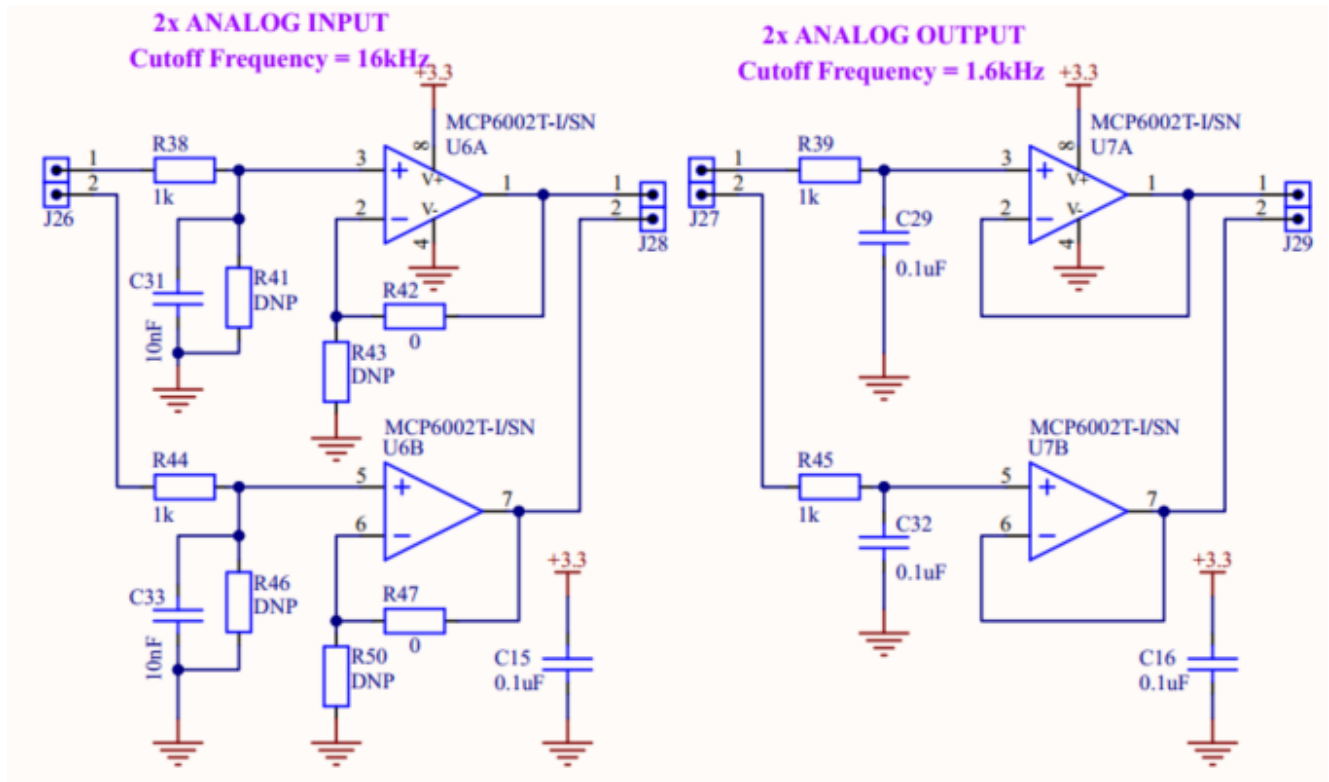 2x ANALOG INPUT
Cutoff Frequency = 16kHz
+3.3
MCP6002T-I/SN
U6A
R38
1k
1
2
J26
3
2
8
V+
V-
4
1
1
2
J28
C31
10nF
R41
DNP
R42
0
R43
DNP
MCP6002T-I/SN
U6B
R44
1k
5
6
7
C33
10nF
R46
DNP
R47
0
R50
DNP
+3.3
C15
0.1uF
2x ANALOG OUTPUT
Cutoff Frequency = 1.6kHz
+3.3
MCP6002T-I/SN
U7A
R39
1k
1
2
J27
3
2
8
V+
V-
4
1
1
2
J29
C29
0.1uF
MCP6002T-I/SN
U7B
R45
1k
5
6
7
C32
0.1uF
+3.3
C16
0.1uF